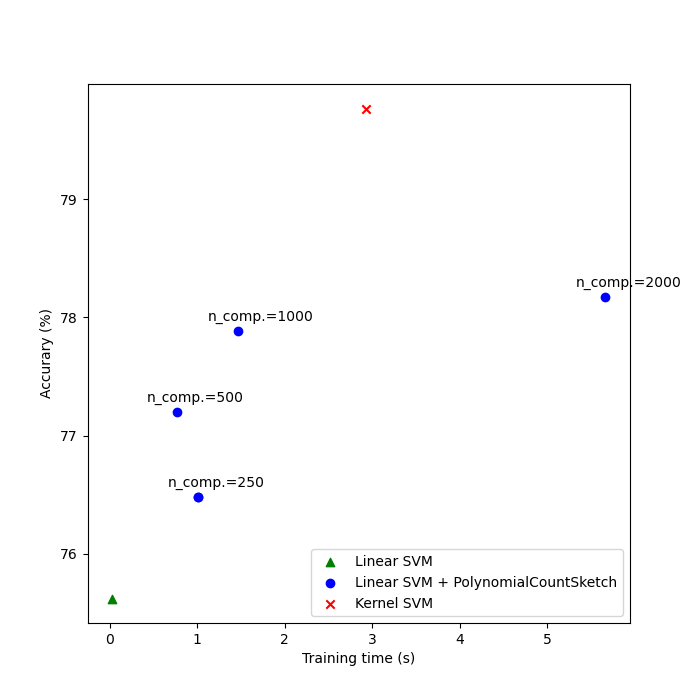 79
78
77
76
Accurary (%)
n_comp.=2000
n_comp.=1000
n_comp.=500
n_comp.=250
Linear SVM
Linear SVM + PolynomialCountSketch
Kernel SVM
0 1 2 3 4 5
Training time (s)